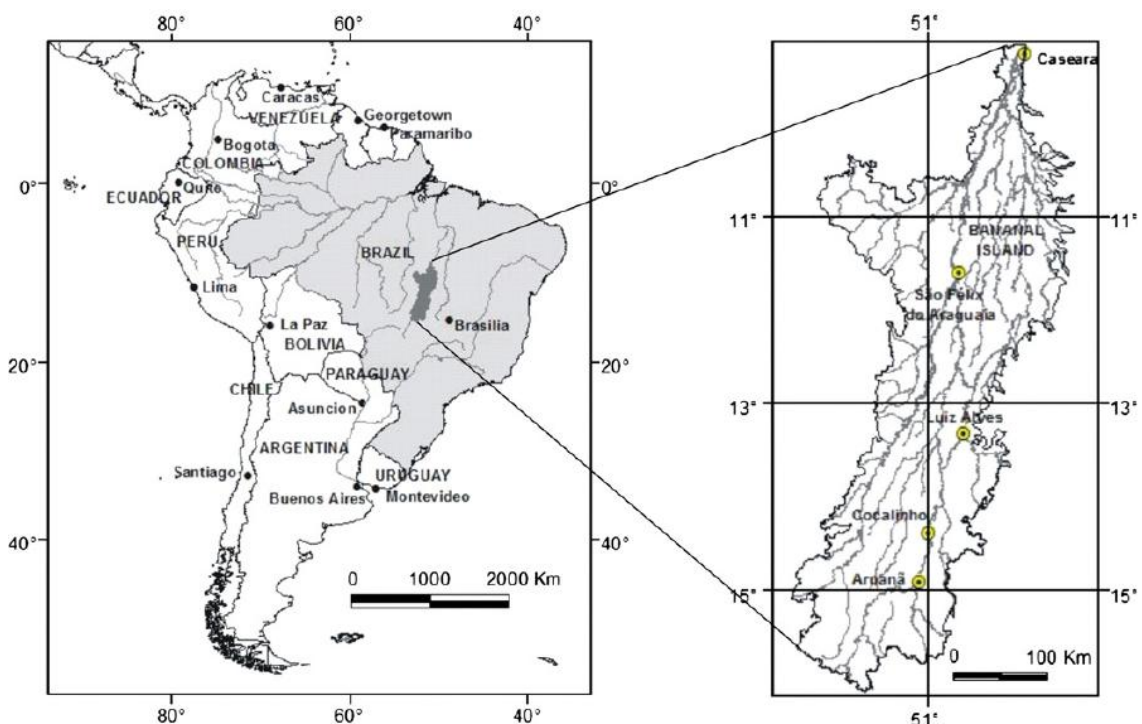 80°
60°
40°
Caracas
VENEZUELA
Georgetown
Paramaribo
Bogota
COLOMBIA
0°
0°
Quito
ECUADOR
PERU
BRAZIL
Lima
Brasilia
La Paz
BOLIVIA
20°
20°
PARAGUAY
CHILE
Asuncion
ARGENTINA
Santiago
URUGUAY
Buenos Aires
Montevideo
40°
40°
0 1000 2000 Km
80°
60°
40°
51°
Caseara
11°
11°
BANANAL
ISLAND
São Félix
do Araguaia
13°
13°
Luiz Alves
Cocalinho
Aruanã
15°
15°
0 100 Km
51°